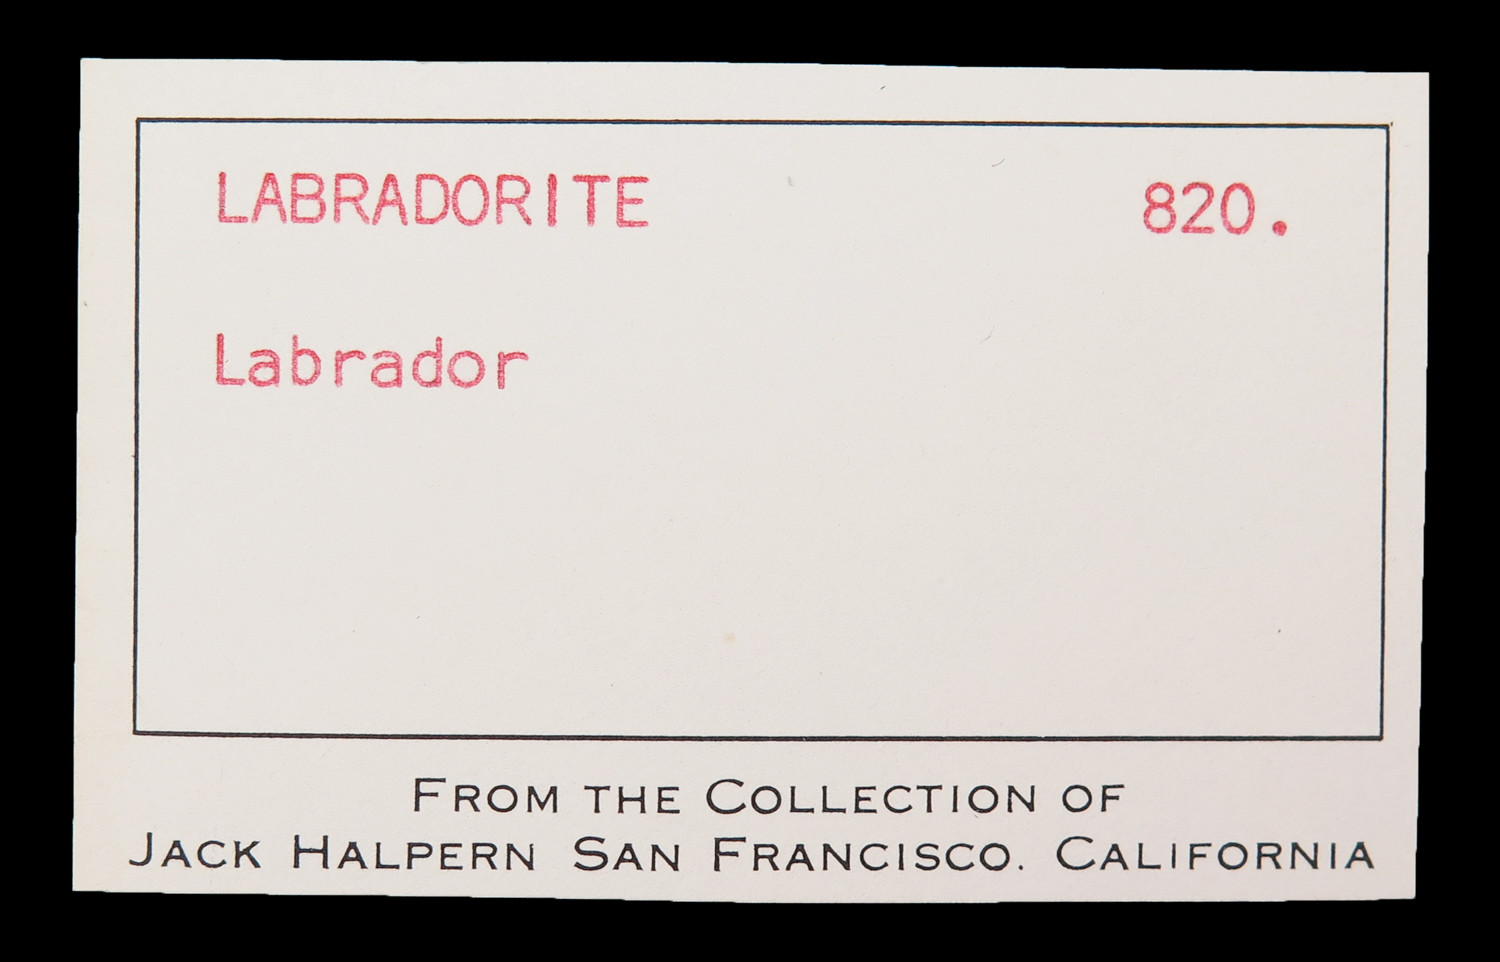 LABRADORITE 820.
Labrador
FROM THE COLLECTION OF
JACK HALPERN SAN FRANCISCO. CALIFORNIA